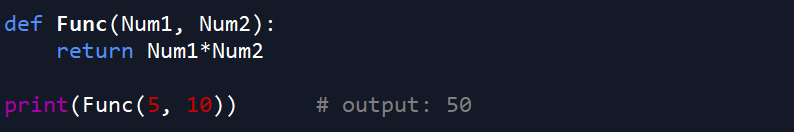 def Func(Num1, Num2):
    return Num1*Num2
print(Func(5, 10))      # output: 50